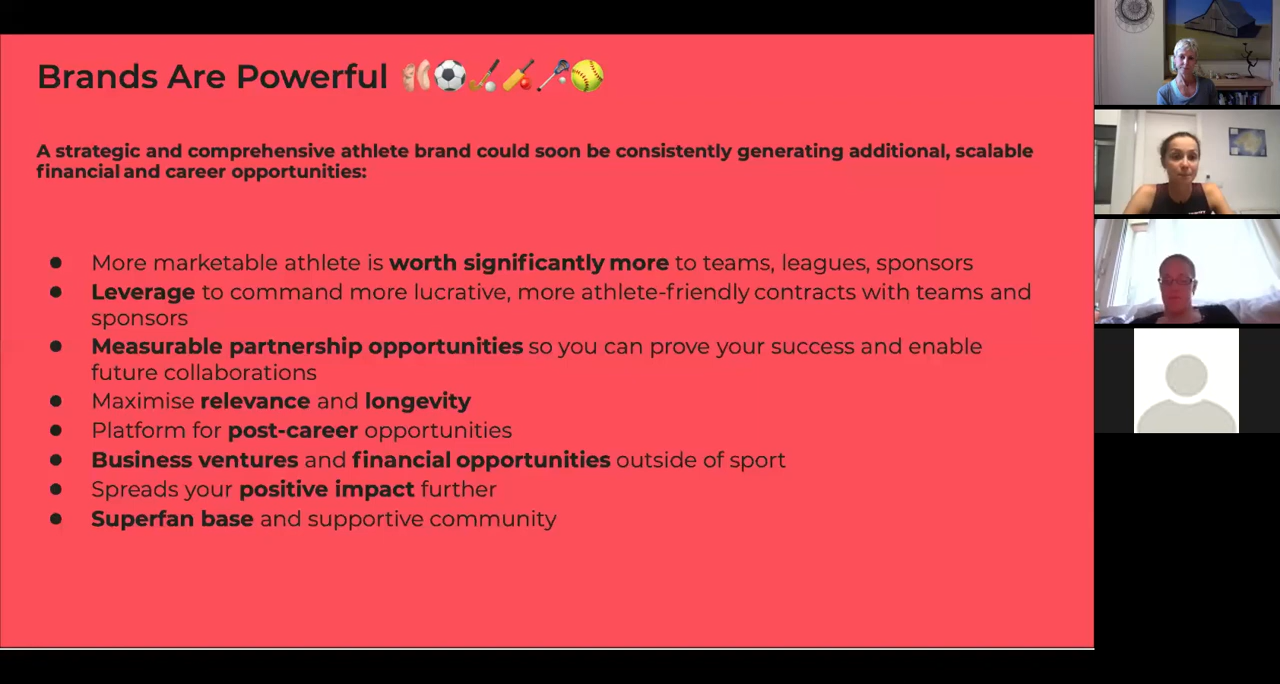 Brands Are Powerful
A strategic and comprehensive athlete brand could soon be consistently generating additional, scalable
financial and career opportunities:
● More marketable athlete is worth significantly more to teams, leagues, sponsors
● Leverage to command more lucrative, more athlete-friendly contracts with teams and
sponsors
● Measurable partnership opportunities so you can prove your success and enable
future collaborations
● Maximise relevance and longevity
● Platform for post-career opportunities
● Business ventures and financial opportunities outside of sport
● Spreads your positive impact further
● Superfan base and supportive community